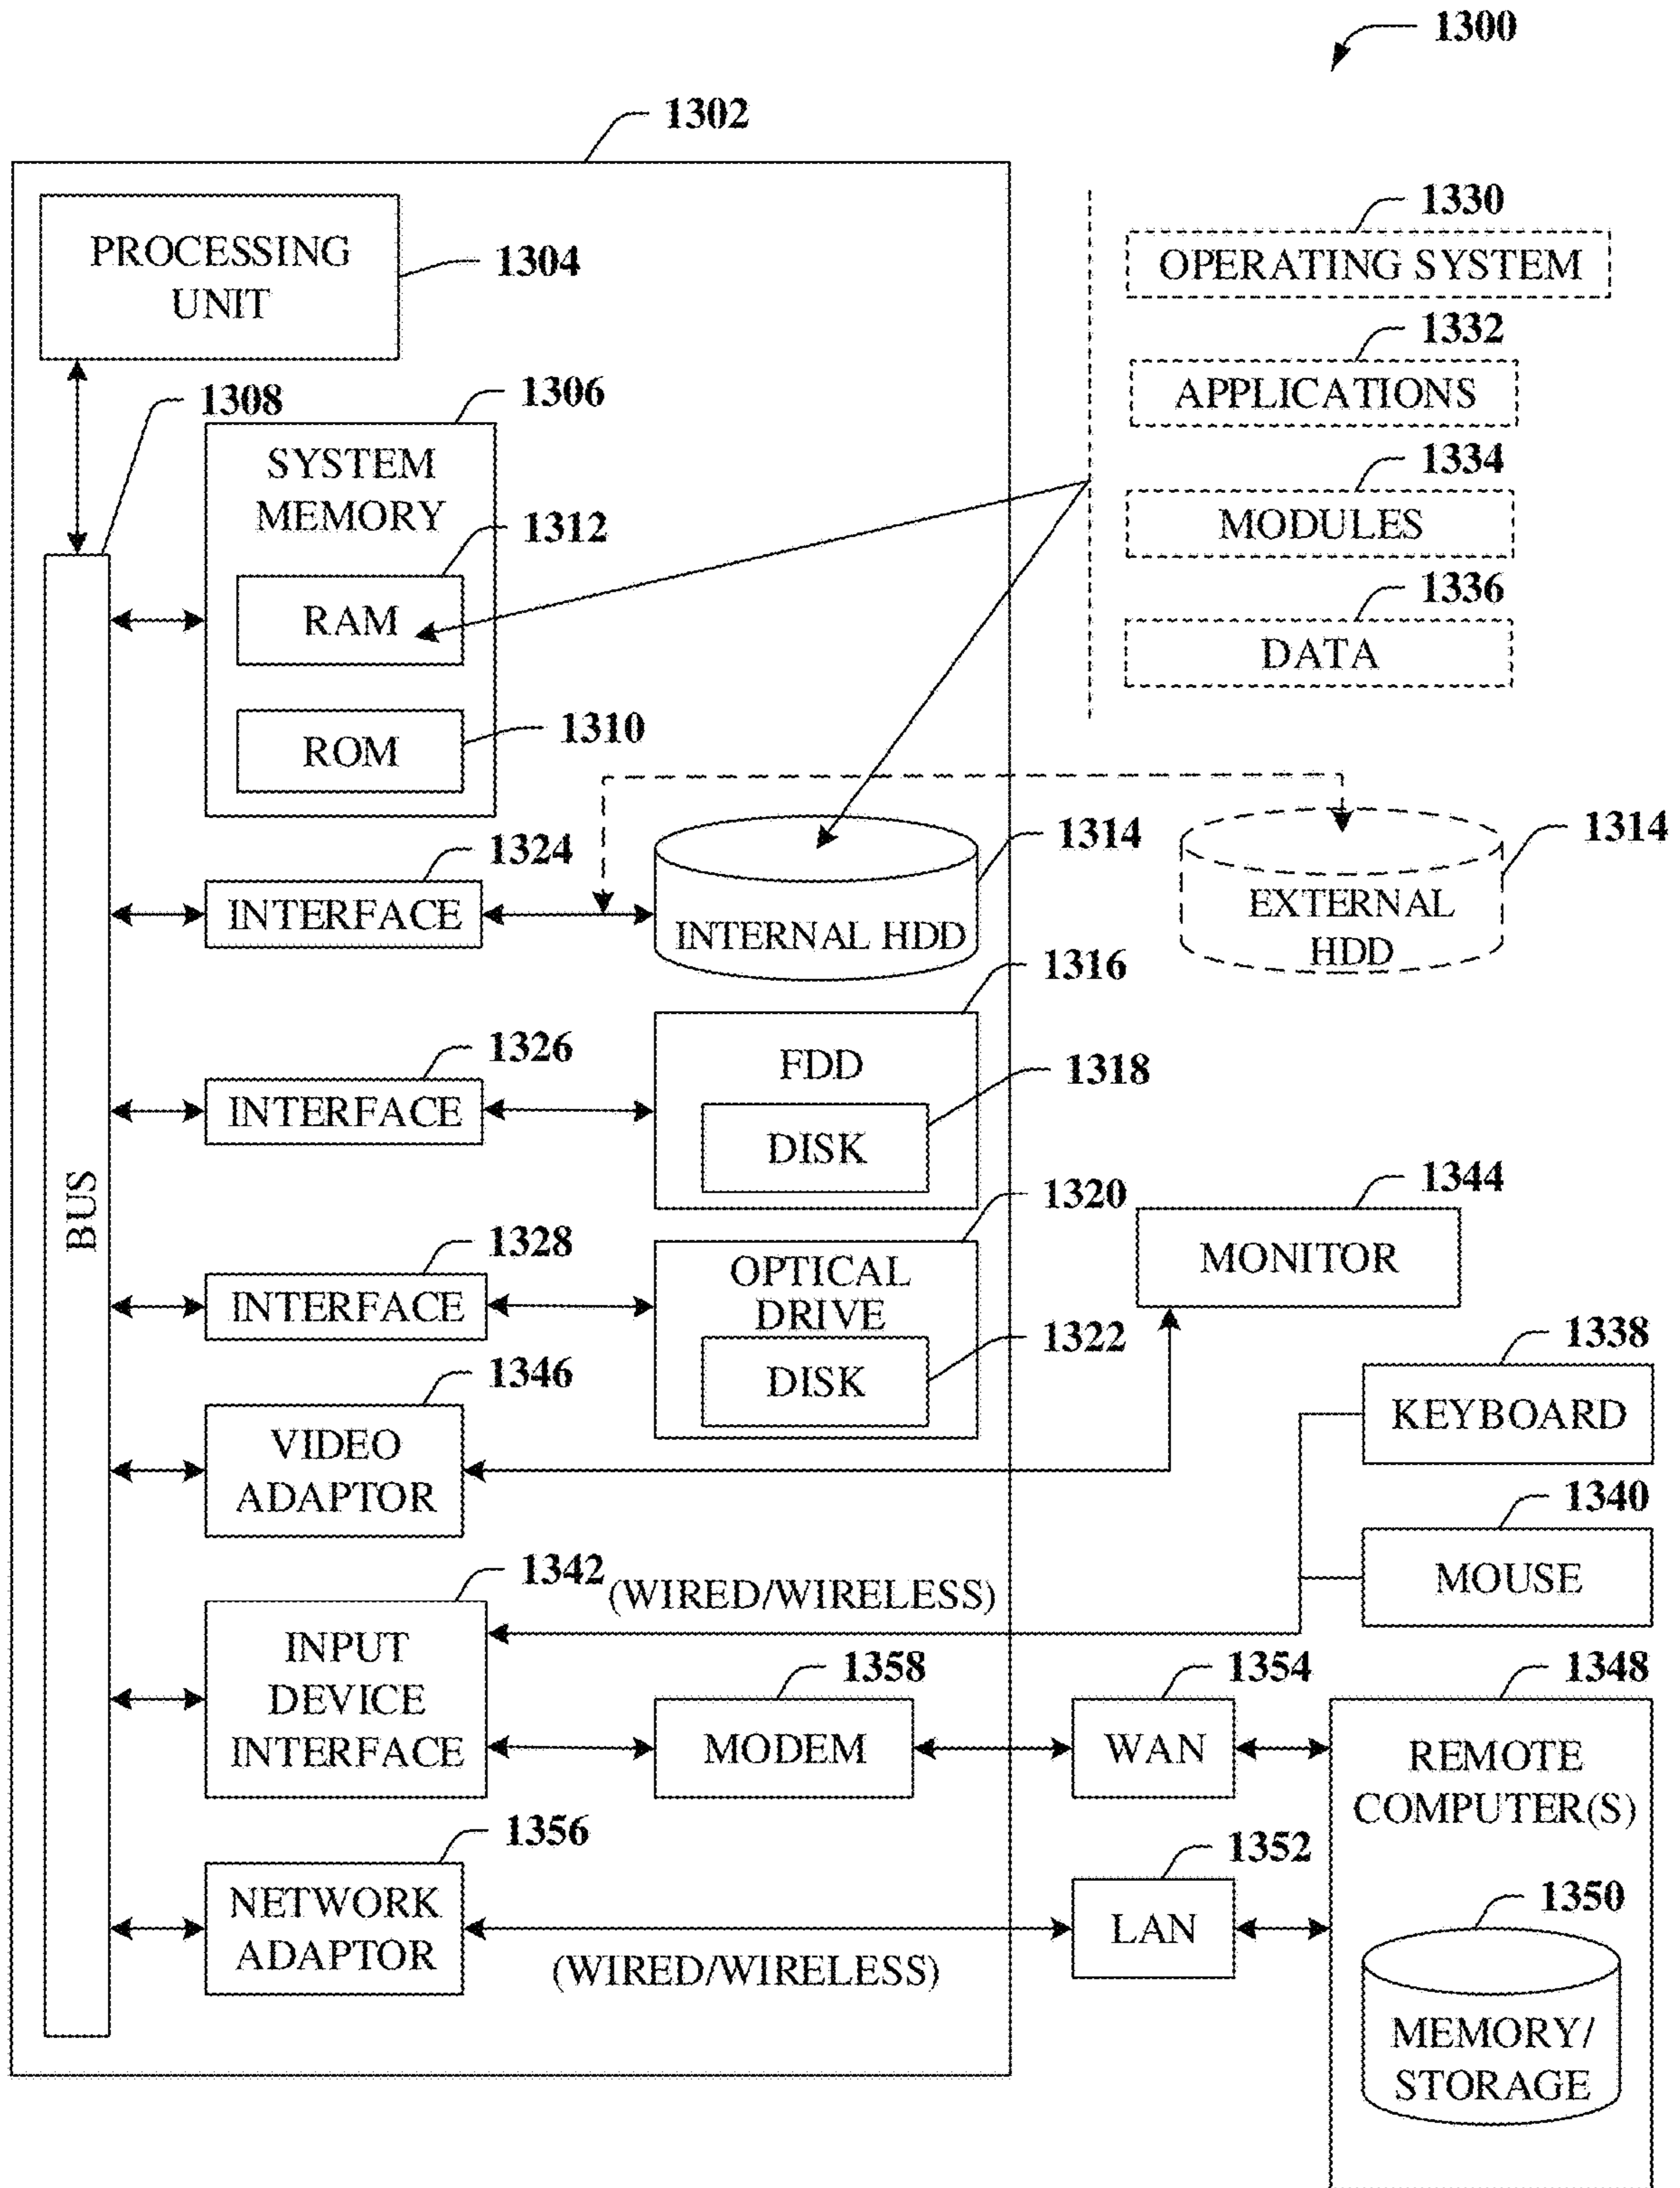 1300
1302
PROCESSING
UNIT
1304
1330
OPERATING SYSTEM
1332
APPLICATIONS
1334
MODULES
1336
DATA
1308
1306
SYSTEM
MEMORY
1312
RAM
1310
ROM
BUS
1324
INTERFACE
1314
INTERNAL HDD
1314
EXTERNAL
HDD
1326
INTERFACE
1316
FDD
1318
DISK
1328
INTERFACE
1320
OPTICAL
DRIVE
1322
DISK
1344
MONITOR
1346
VIDEO
ADAPTOR
1338
KEYBOARD
1340
MOUSE
1342
(WIRED/WIRELESS)
INPUT
DEVICE
INTERFACE
1358
MODEM
1354
WAN
1348
REMOTE
COMPUTER(S)
1356
NETWORK
ADAPTOR
(WIRED/WIRELESS)
1352
LAN
1350
MEMORY/
STORAGE